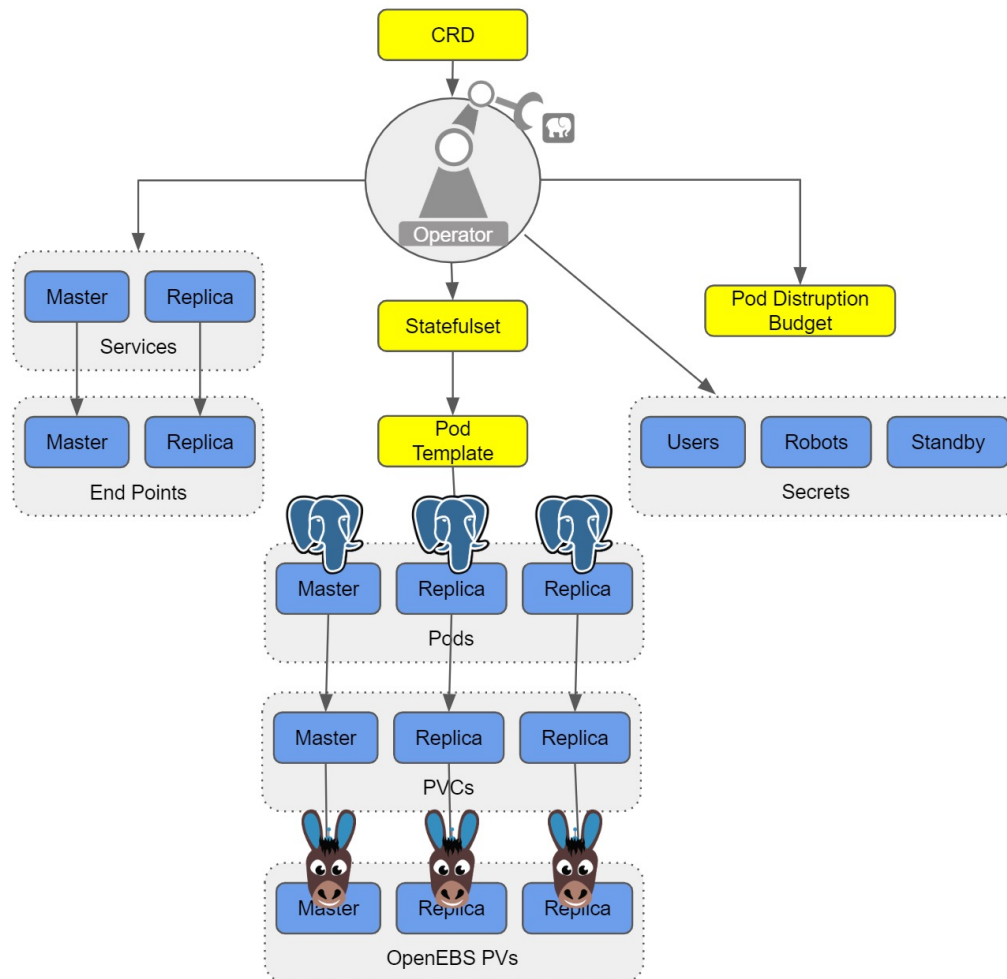 CRD
Operator
Master
Replica
Services
Statefulset
Pod Distruption
Budget
Master
Replica
End Points
Pod
Template
Users
Robots
Standby
Secrets
Master
Replica
Replica
Pods
Master
Replica
Replica
PVCs
Master
Replica
Replica
OpenEBS PVs